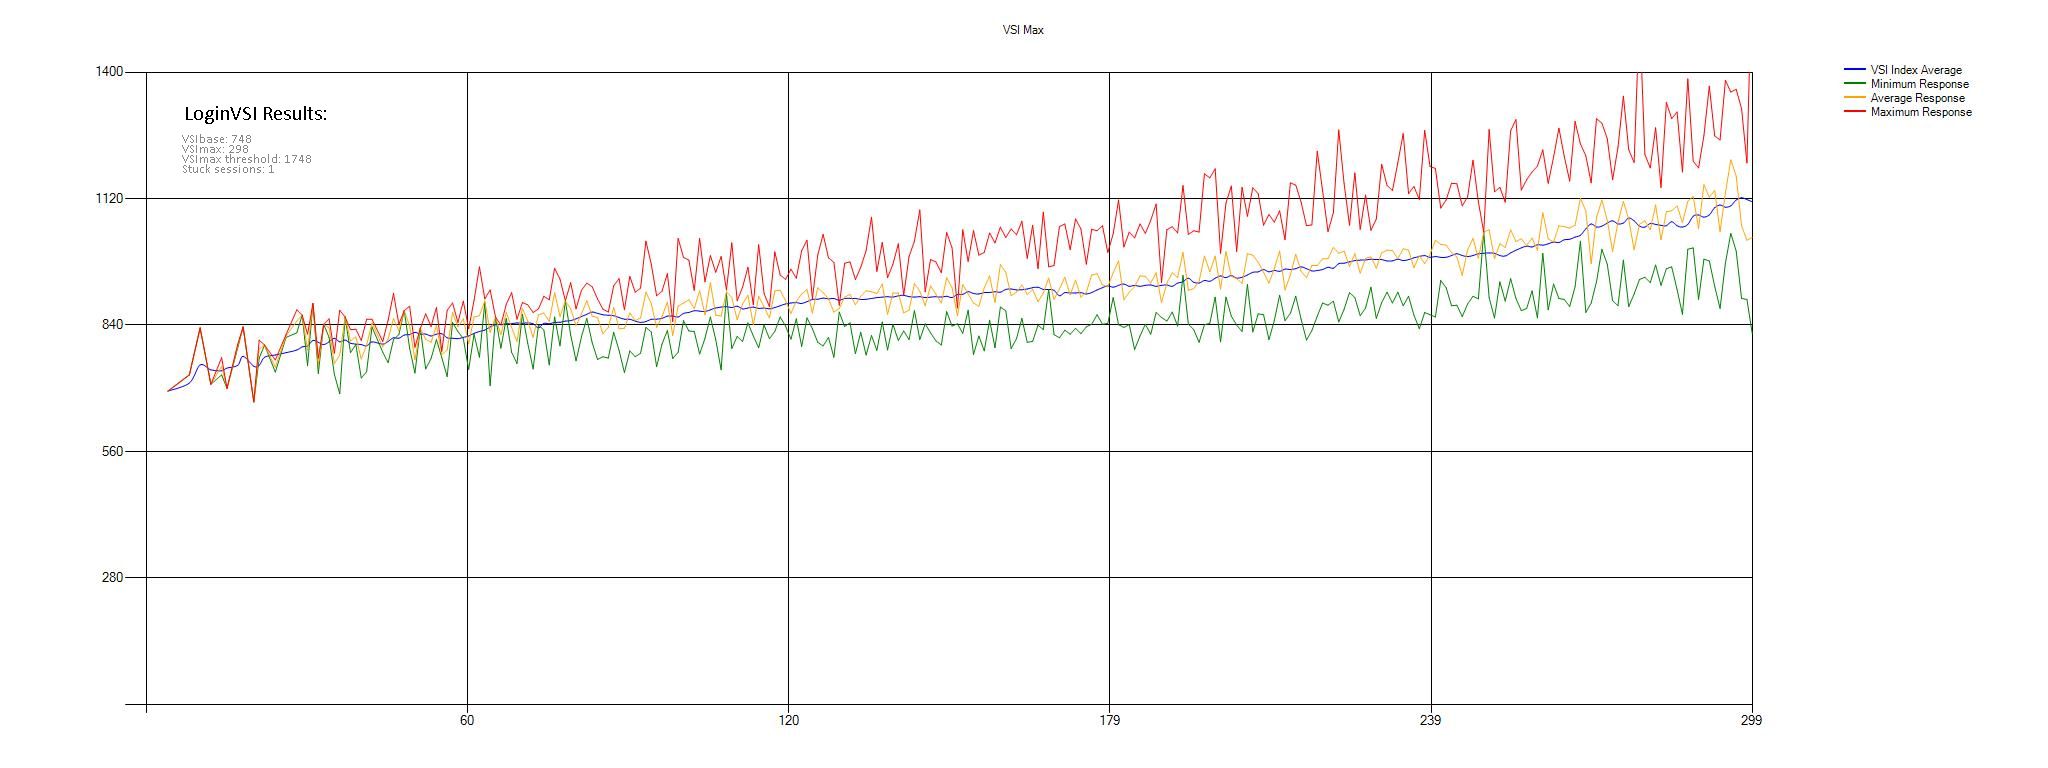 VSI Max
1400
1120
840
560
280
60
120
179
239
299
LoginVSI Results:
VSIbase: 748
VSImax: 298
VSImax threshold: 1748
Stuck sessions: 1
VSI Index Average
Minimum Response
Average Response
Maximum Response